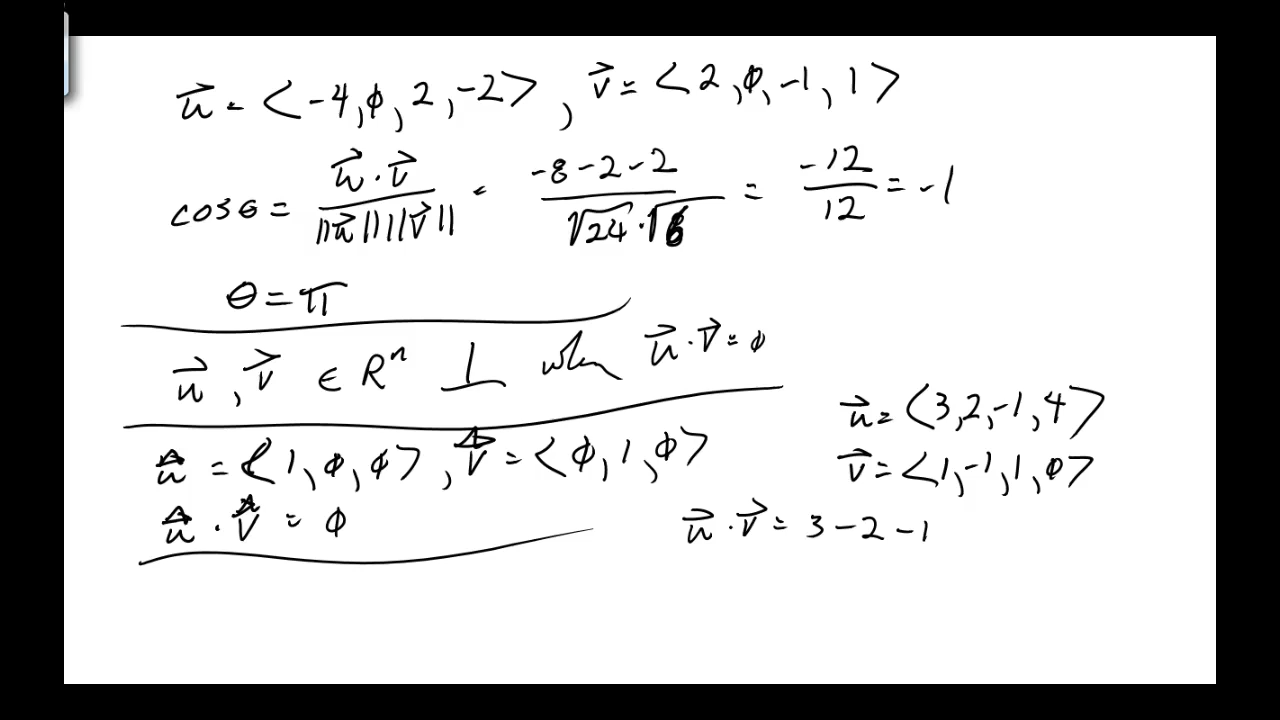 u⃗ = <-4, φ, 2, -2>, v⃗ = <2, φ, -1, 1>
cos θ = u⃗ · v⃗ / ||u⃗|| ||v⃗|| = -8 - 2 - 2 / √24 · √6 = -12 / 12 = -1
θ = π
u⃗, v⃗ ∈ Rⁿ ⊥ when u⃗ · v⃗ = φ
û = <1, φ, φ>, v̂ = <φ, 1, φ>
û · v̂ = φ
u⃗ = <3, 2, -1, 4>
v⃗ = <1, -1, 1, φ>
u⃗ · v⃗ = 3 - 2 - 1